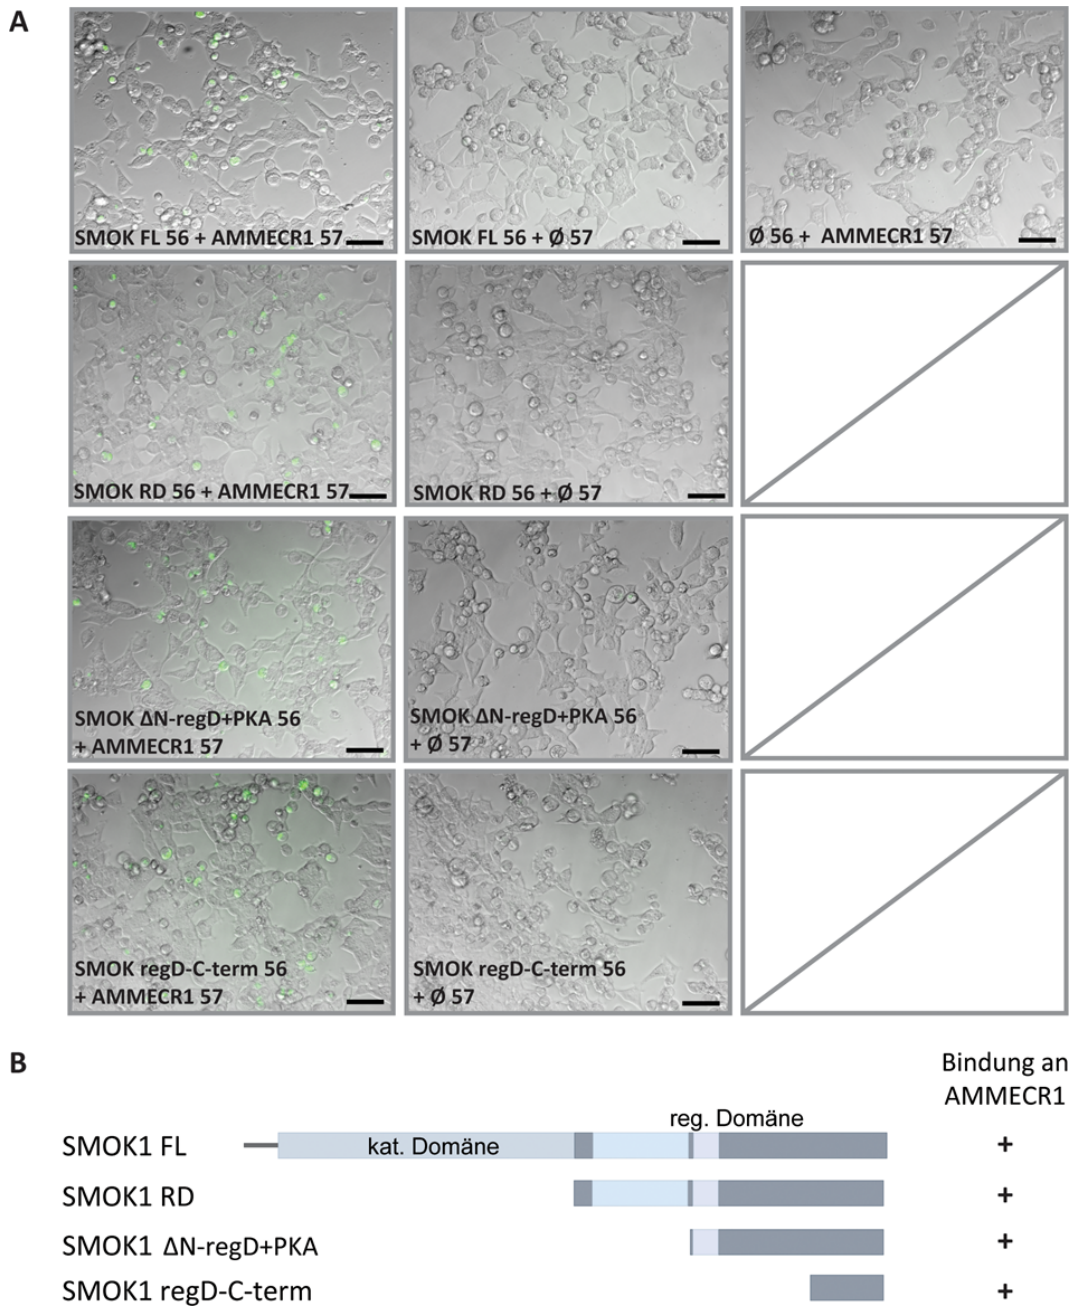 A
SMOK FL 56 + AMMECR1 57
SMOK FL 56 + Ø 57
Ø 56 + AMMECR1 57
SMOK RD 56 + AMMECR1 57
SMOK RD 56 + Ø 57
SMOK ΔN-regD+PKA 56
+ AMMECR1 57
SMOK ΔN-regD+PKA 56
+ Ø 57
SMOK regD-C-term 56
+ AMMECR1 57
SMOK regD-C-term 56
+ Ø 57
B
Bindung an
AMMECR1
reg. Domäne
SMOK1 FL kat. Domäne +
SMOK1 RD +
SMOK1 ΔN-regD+PKA +
SMOK1 regD-C-term +